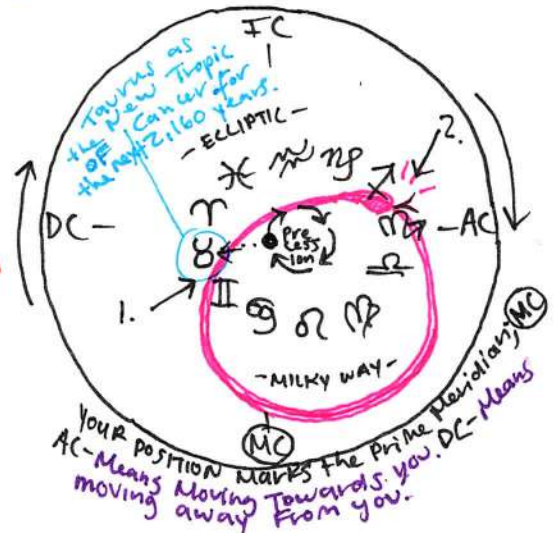 IC
Taurus as
the New Tropic
OF Cancer for
the next 2,160 years.
- ECLIPTIC -
2.
♓ ♒ ♑ ♐
♈
DC -
♉
Pre
cess
ion
♏
- AC
♎
1.
♊ ♋ ♌ ♍
- MILKY WAY -
MC
YOUR POSITION MARKS the Prime Meridian; MC
AC-Means Moving Towards you. DC-Means
moving away From you.